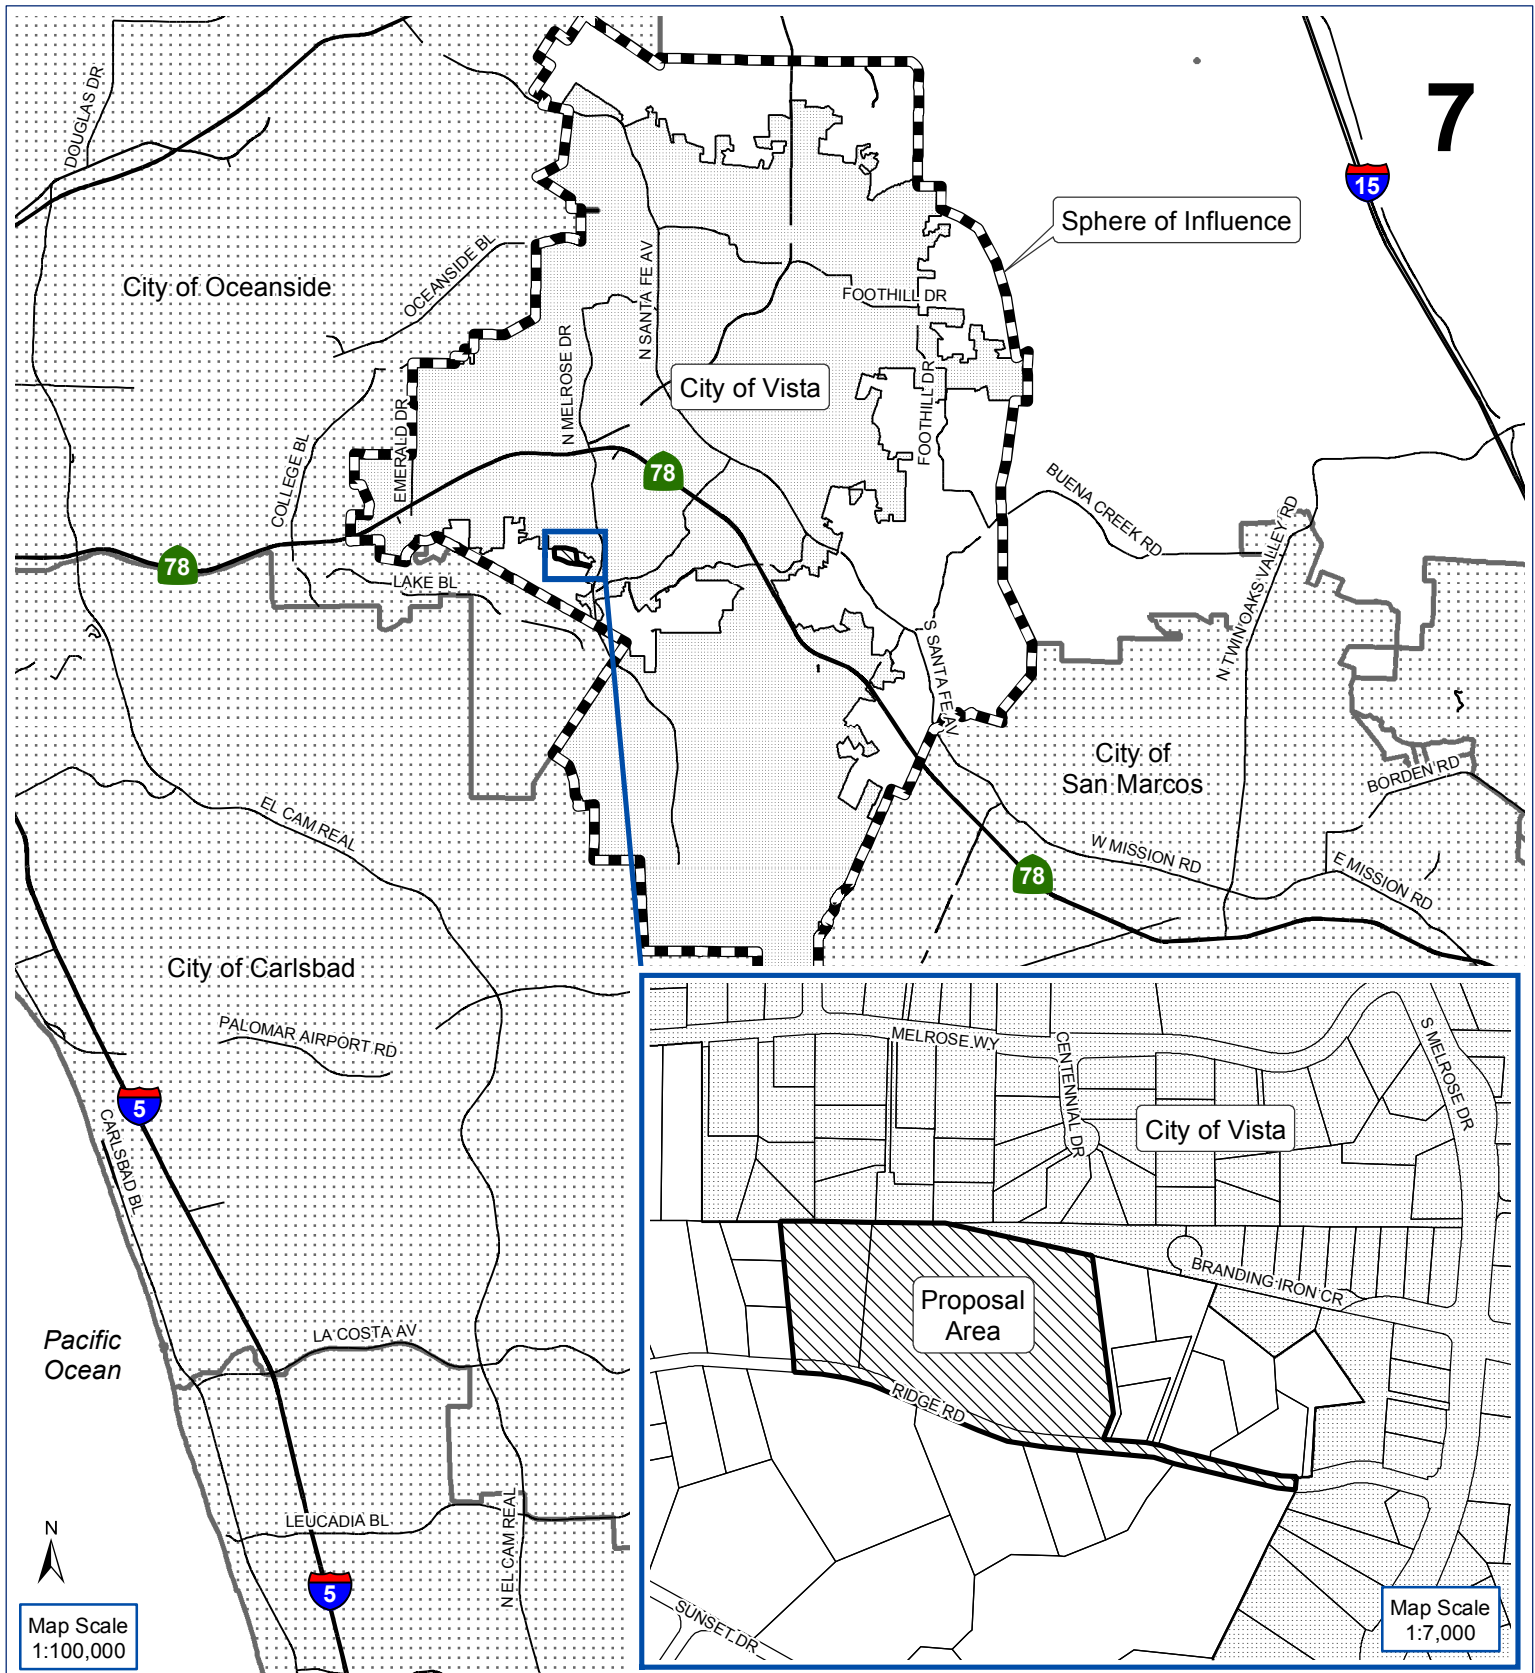 7
DOUGLAS DR
15
Sphere of Influence
City of Oceanside
OCEANSIDE BL
N SANTA FE AV
FOOTHILL DR
N MELROSE DR
City of Vista
FOOTHILL DR
EMERALD DR
COLLEGE BL
78
BUENA CREEK RD
N TWIN OAKS VALLEY RD
78
LAKE BL
S SANTA FE AV
City of
San Marcos
BORDEN RD
EL CAM REAL
W MISSION RD
E MISSION RD
78
City of Carlsbad
PALOMAR AIRPORT RD
5
CARLSBAD BL
Pacific
Ocean
LA COSTA AV
LEUCADIA BL
N EL CAM REAL
5
N
Map Scale
1:100,000
MELROSE WY
CENTENNIAL DR
S MELROSE DR
City of Vista
BRANDING IRON CR
Proposal
Area
RIDGE RD
SUNSET DR
Map Scale
1:7,000